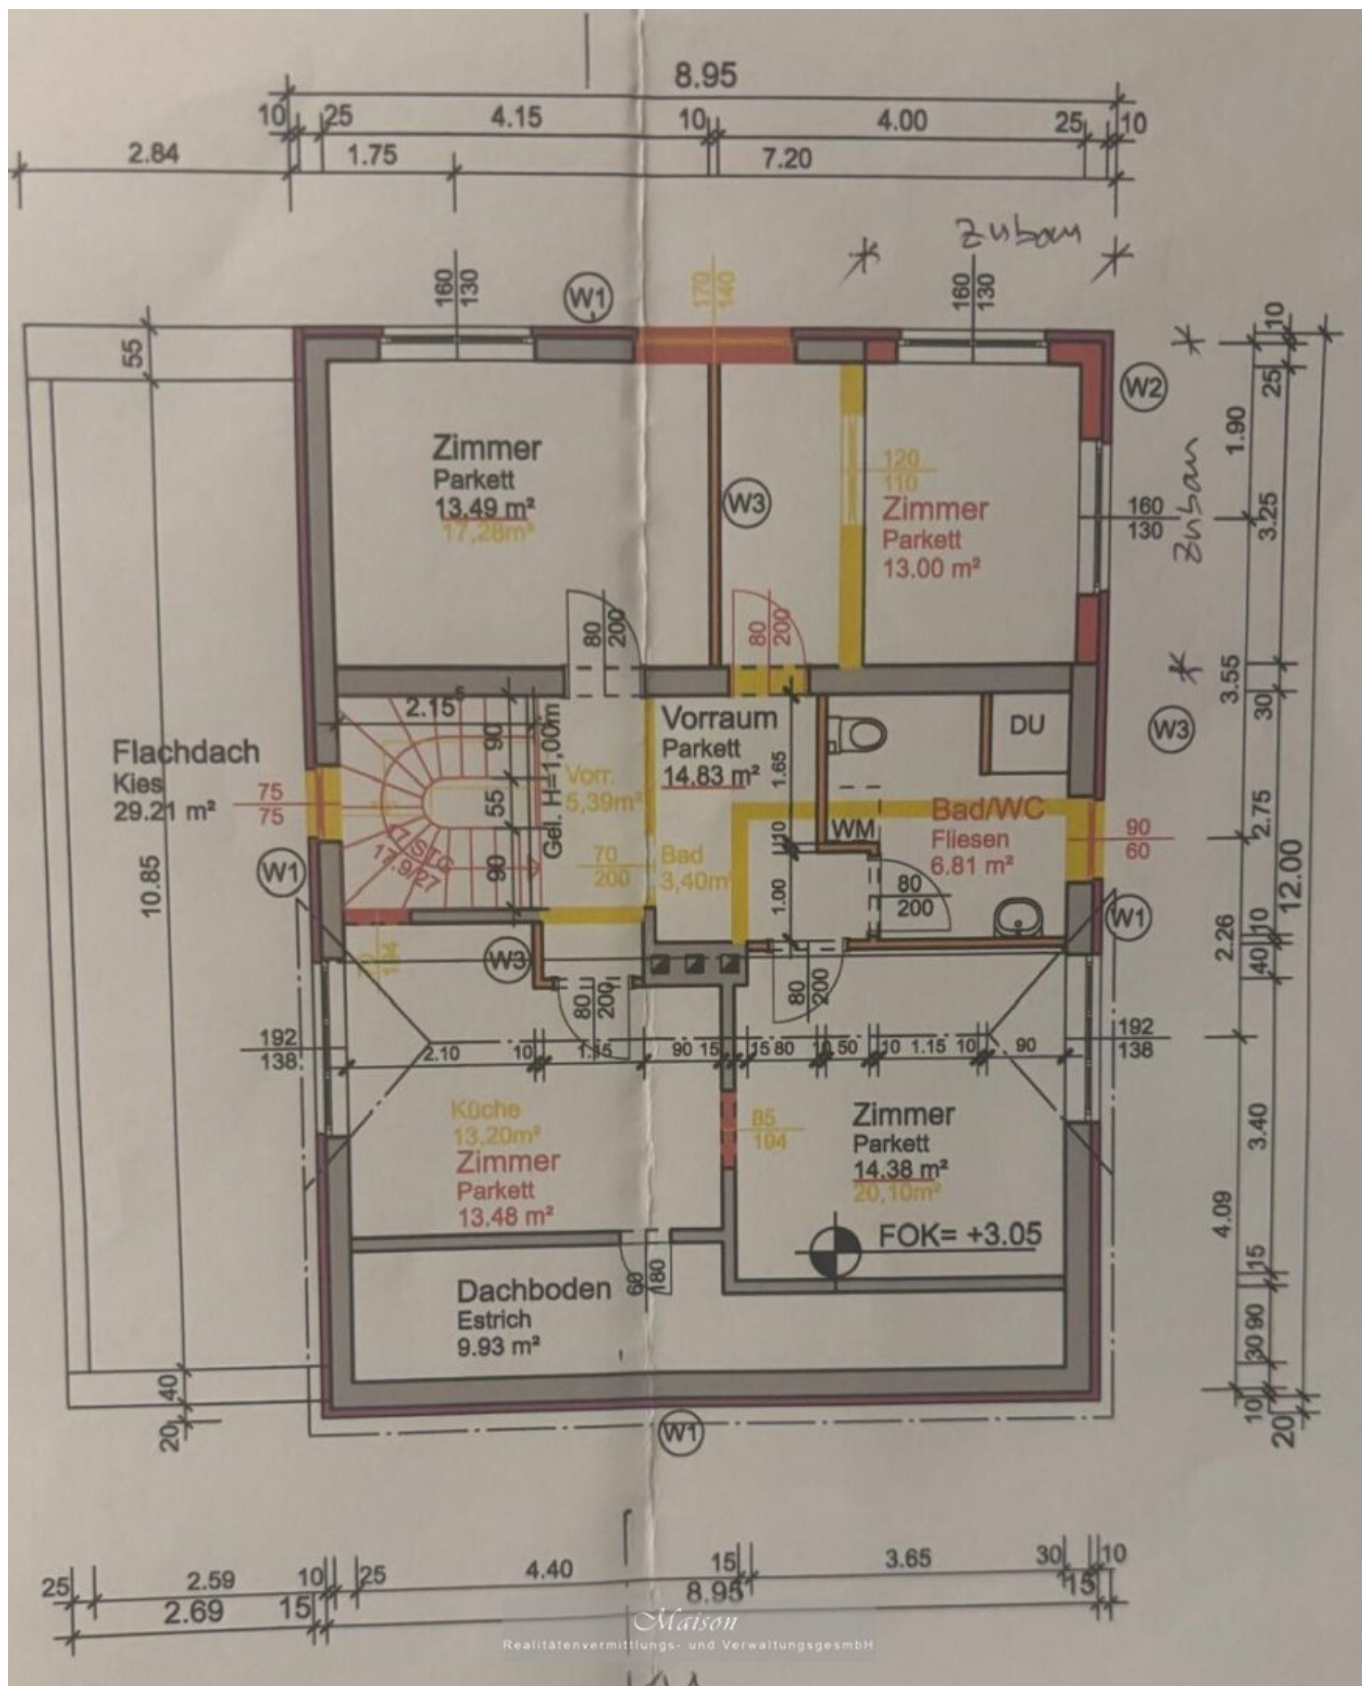 8.95
10 25 4.15 10 4.00 25 10
2.84 1.75 7.20
Zubau
160
130
W1
170
140
160
130
10
55
W2
25
1.90
Zimmer
Parkett
13.49 m²
17,28m²
W3
120
110
Zimmer
Parkett
13.00 m²
160
130
Zubau
3.25
80
200
80
200
3.55
30
2.15⁵
90
Gel. H=1,00m
Vorraum
Parkett
14.83 m²
1.65
DU
W3
Flachdach
Kies
29.21 m²
75
75
55
Vorr.
5,39m²
WM
Bad/WC
Fliesen
6.81 m²
90
60
2.75
12.00
STG
17.9/27
90
70
200
Bad
3,40m²
10
1.00
80
200
W1
10.85
W3
W1
2.26
10
40
194
80
200
80
200
192
138
2.10 10 1.15 90 15 15 80 10 50 10 1.15 10 90
192
138
Küche
13,20m²
Zimmer
Parkett
13.48 m²
85
194
Zimmer
Parkett
14.38 m²
20,10m²
3.40
4.09
FOK= +3.05
15
Dachboden
Estrich
9.93 m²
60
180
90
30
40
20
10
20
W1
25 2.59 10 25 4.40 15 3.65 30 10
2.69 15 8.95 15
Maison
Realitätenvermittlungs- und VerwaltungsgesmbH